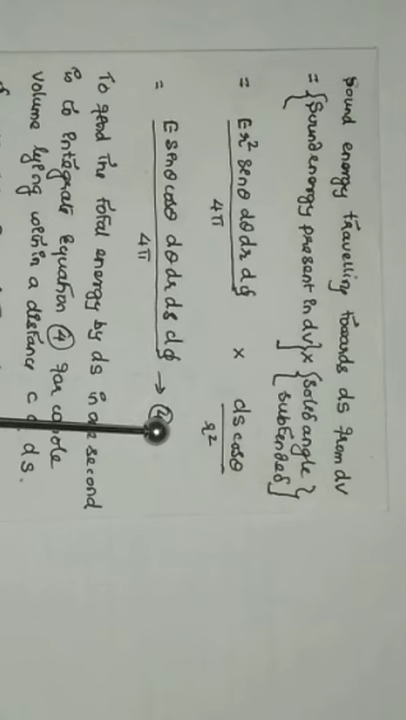 Sound energy travelling towards ds from dv
= {Sound energy present in dv} x {Solid angle subtended}
= Er² sinθ dθ dr dϕ / 4π x ds cosθ / r²
= E sinθ cosθ dθ dr ds dϕ / 4π →
To find the total energy by ds in one second
is to integrate equation ④ for whole
volume lying within a distance c ds.